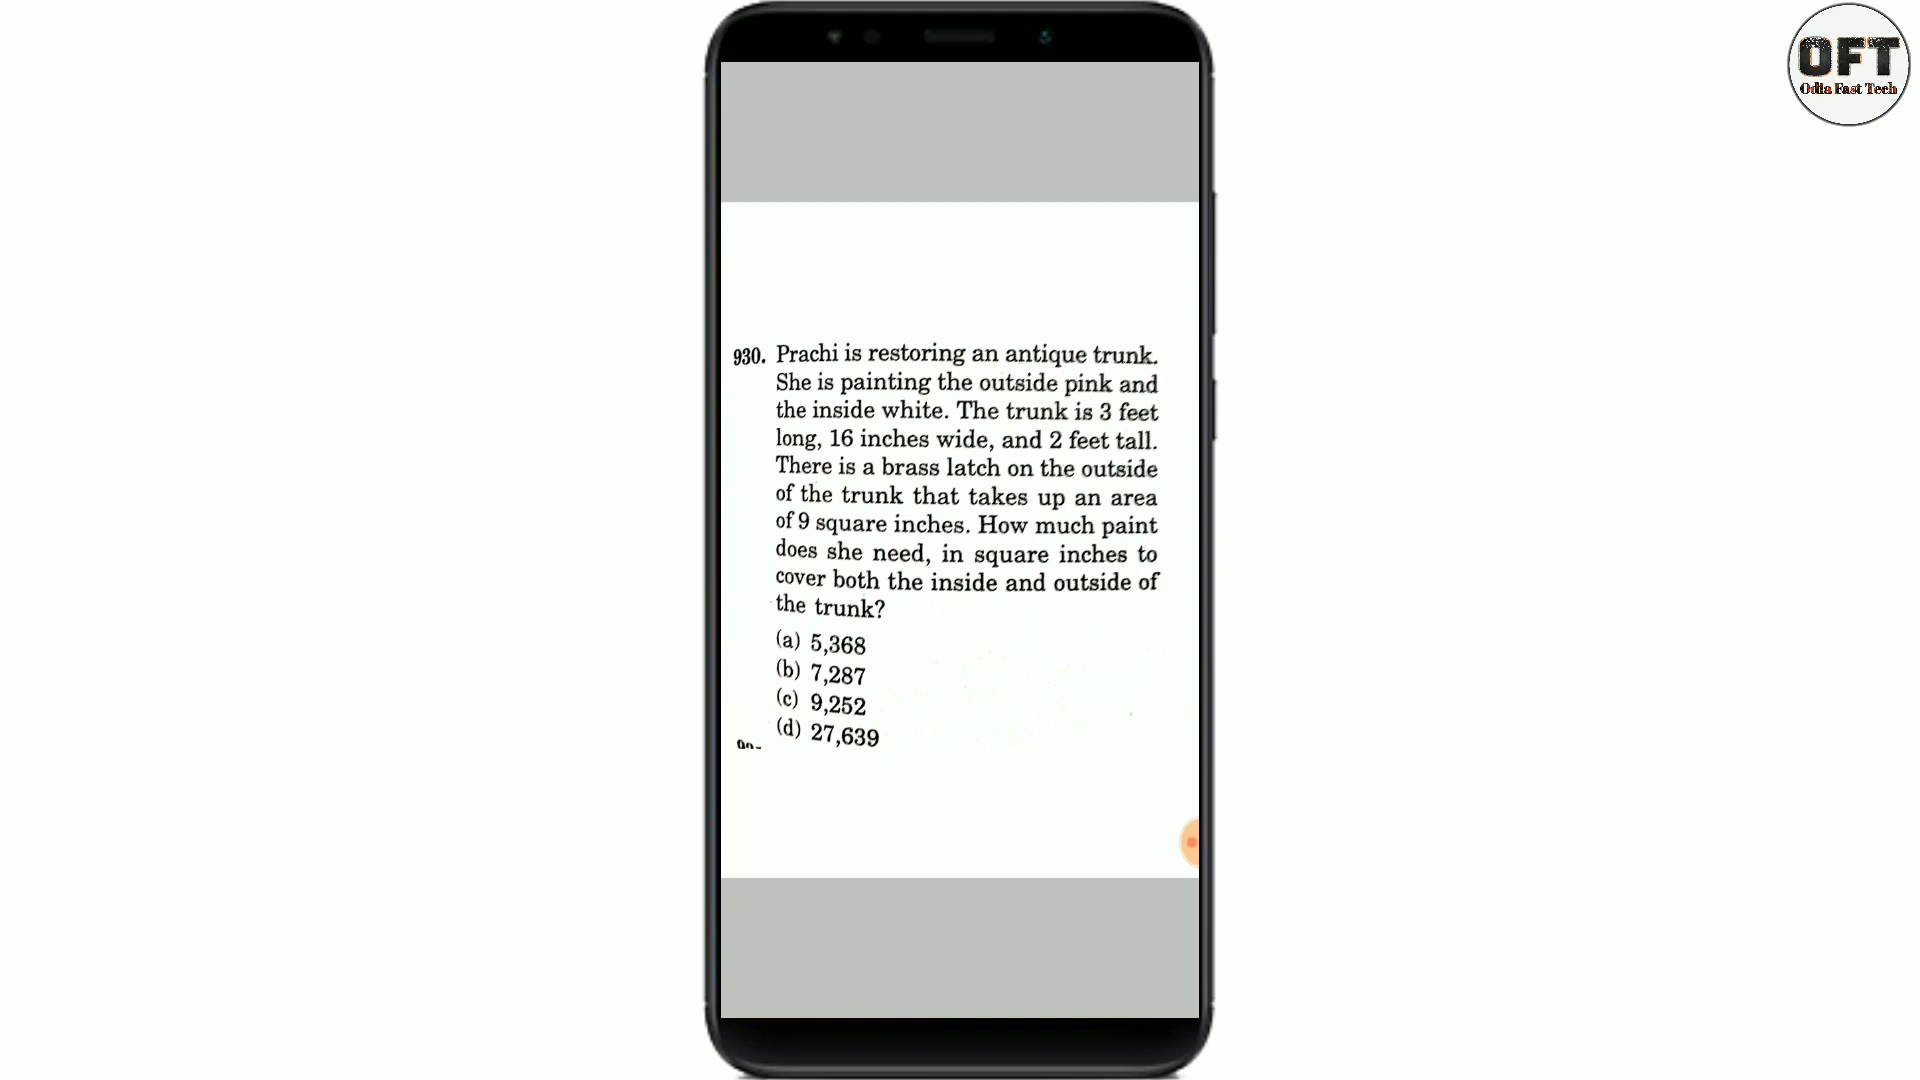 OFT
Odia Fast Tech
930. Prachi is restoring an antique trunk.
She is painting the outside pink and
the inside white. The trunk is 3 feet
long, 16 inches wide, and 2 feet tall.
There is a brass latch on the outside
of the trunk that takes up an area
of 9 square inches. How much paint
does she need, in square inches to
cover both the inside and outside of
the trunk?
(a) 5,368
(b) 7,287
(c) 9,252
(d) 27,639